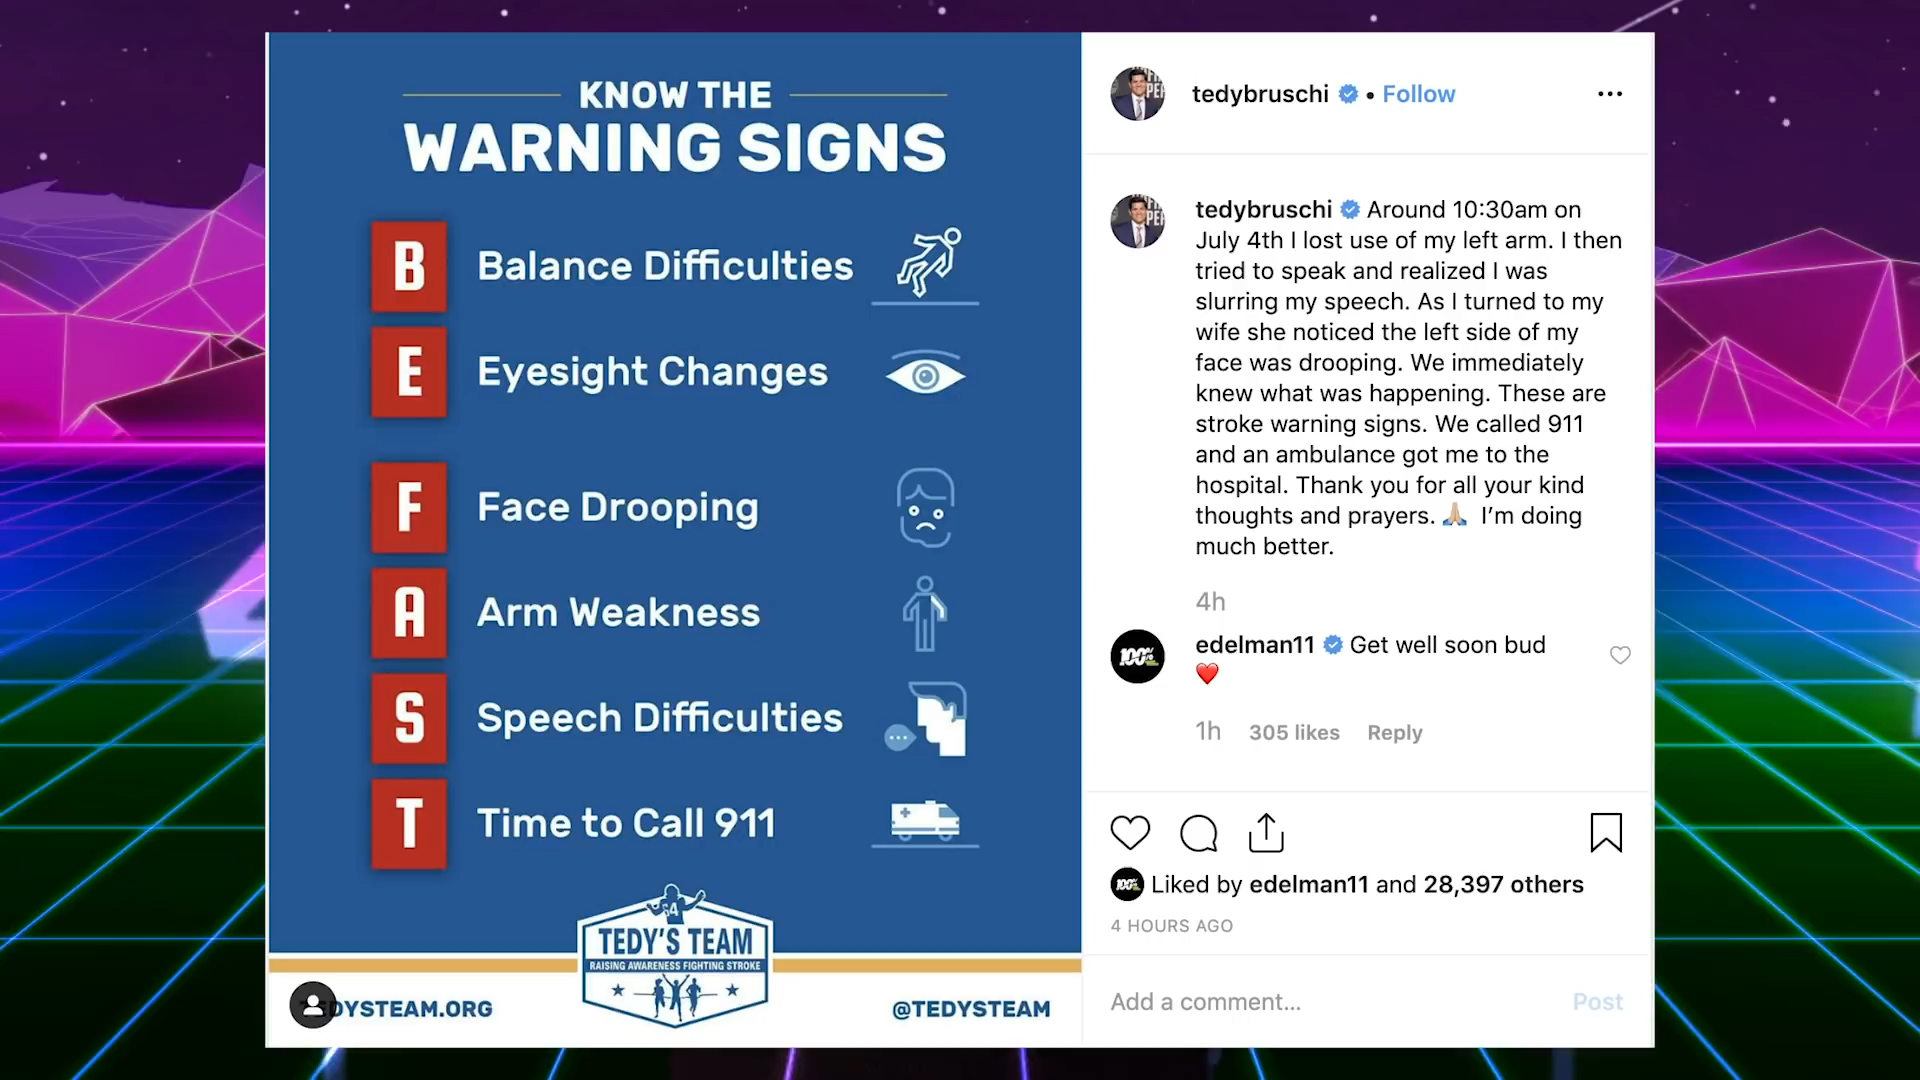 KNOW THE
WARNING SIGNS
B Balance Difficulties
E Eyesight Changes
F Face Drooping
A Arm Weakness
S Speech Difficulties
T Time to Call 911
64
TEDY'S TEAM
RAISING AWARENESS FIGHTING STROKE
DYSTEAM.ORG
@TEDYSTEAM
tedybruschi • Follow
tedybruschi Around 10:30am on
July 4th I lost use of my left arm. I then
tried to speak and realized I was
slurring my speech. As I turned to my
wife she noticed the left side of my
face was drooping. We immediately
knew what was happening. These are
stroke warning signs. We called 911
and an ambulance got me to the
hospital. Thank you for all your kind
thoughts and prayers. 🙏🏼 I'm doing
much better.
4h
100%
edelman11 Get well soon bud
❤️
1h 305 likes Reply
100%
Liked by edelman11 and 28,397 others
4 HOURS AGO
Add a comment... Post